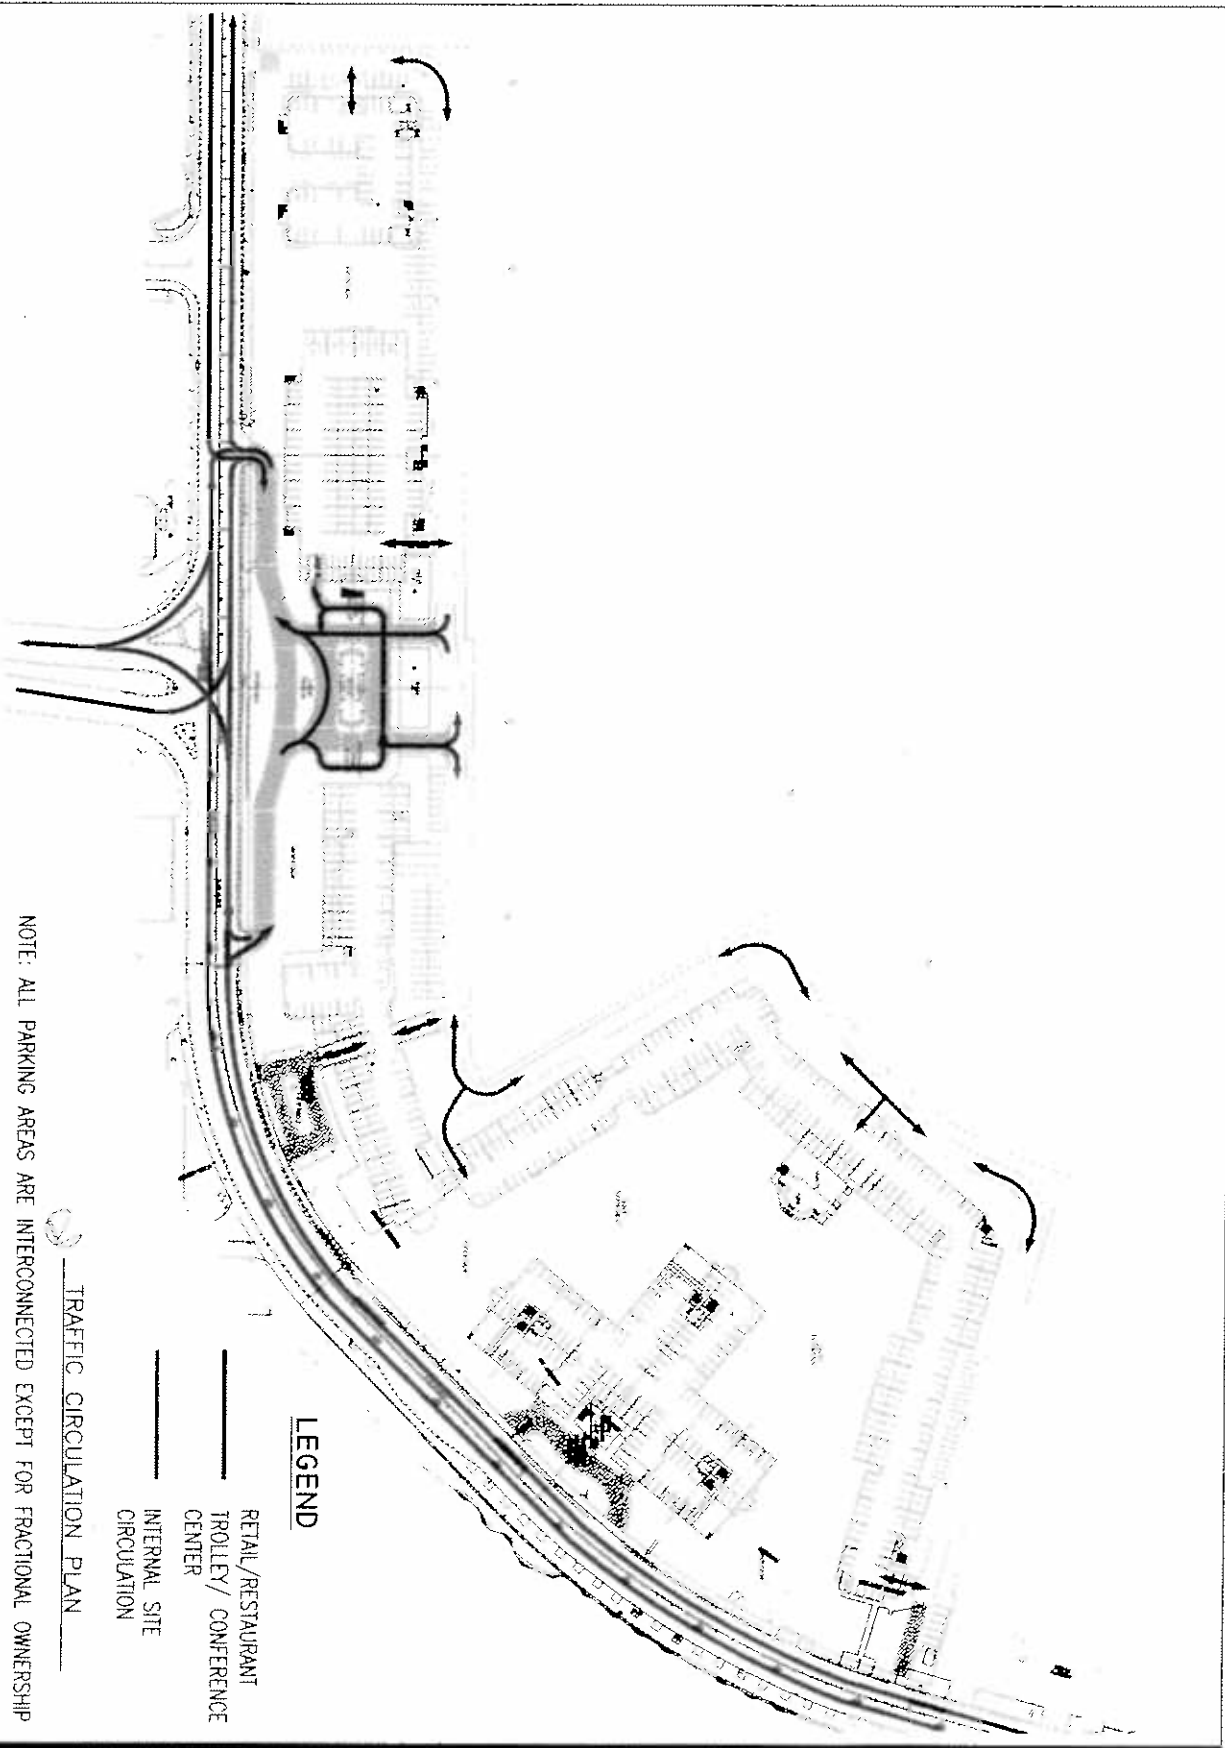 LEGEND
RETAIL/RESTAURANT
TROLLEY/ CONFERENCE
CENTER
INTERNAL SITE
CIRCULATION
TRAFFIC CIRCULATION PLAN
NOTE: ALL PARKING AREAS ARE INTERCONNECTED EXCEPT FOR FRACTIONAL OWNERSHIP